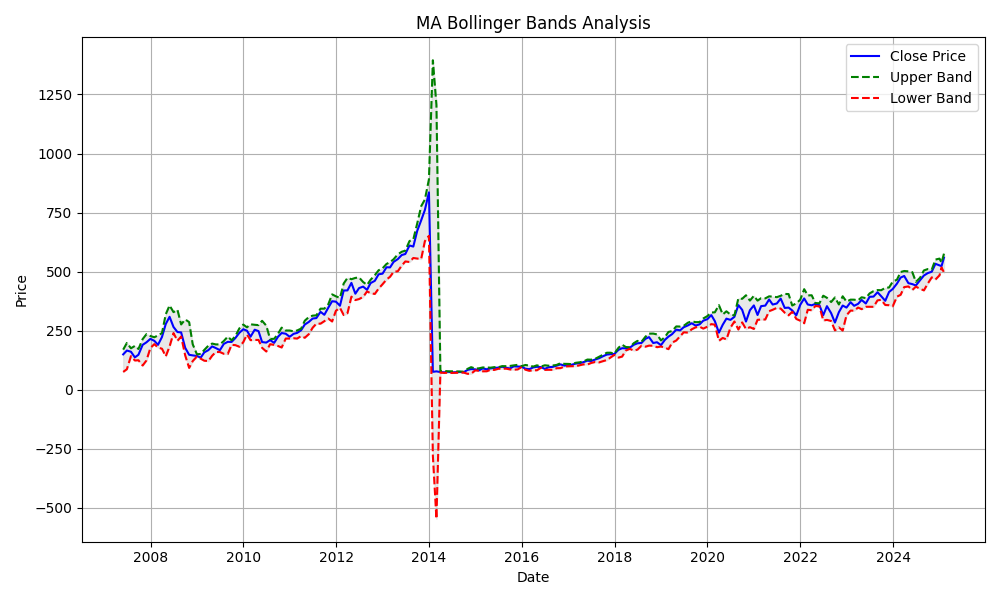 MA Bollinger Bands Analysis
Close Price
Upper Band
Lower Band
Price
1250
1000
750
500
250
0
−250
−500
2008
2010
2012
2014
2016
2018
2020
2022
2024
Date